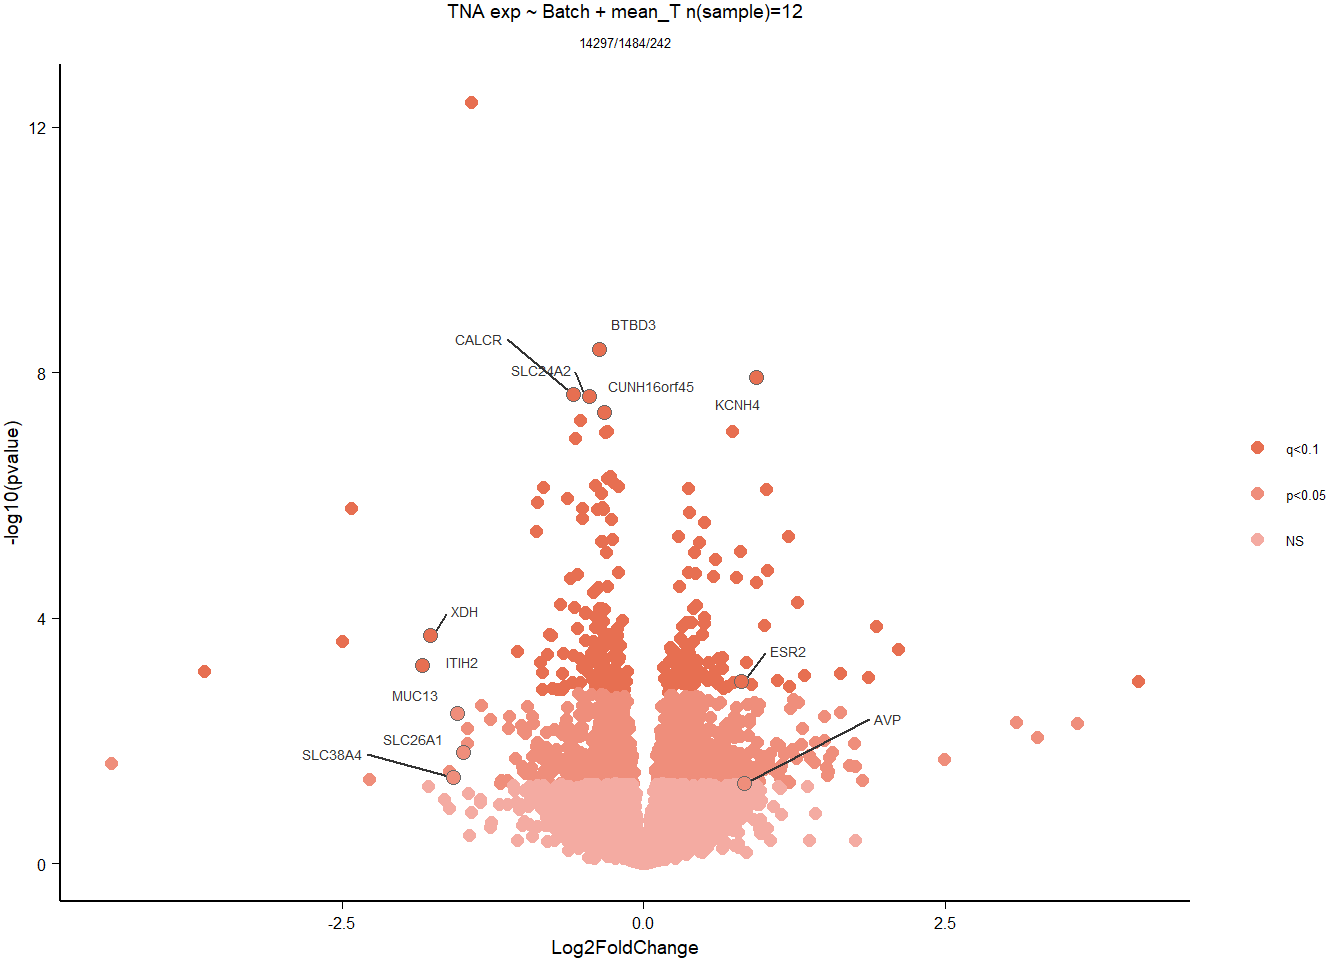 TNA exp ~ Batch + mean_T n(sample)=12
14297/1484/242
12
8
4
0
-log10(pvalue)
BTBD3
CALCR
SLC24A2
CUNH16orf45
KCNH4
XDH
ITIH2
ESR2
MUC13
AVP
SLC26A1
SLC38A4
q<0.1
p<0.05
NS
-2.5
0.0
2.5
Log2FoldChange